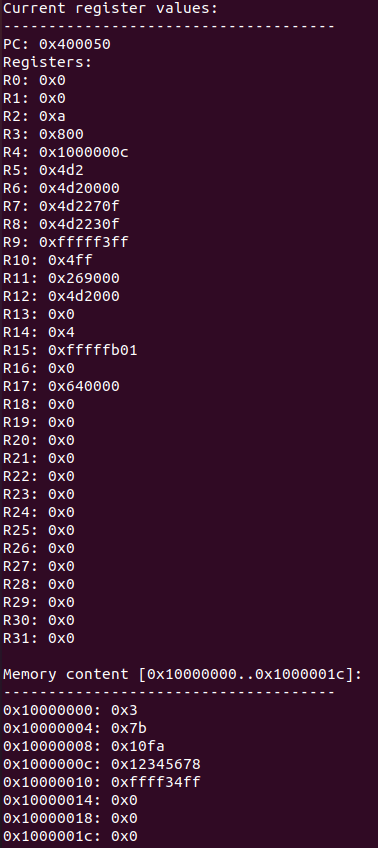 Current register values:
-------------------------------------
PC: 0x400050
Registers:
R0: 0x0
R1: 0x0
R2: 0xa
R3: 0x800
R4: 0x1000000c
R5: 0x4d2
R6: 0x4d20000
R7: 0x4d2270f
R8: 0x4d2230f
R9: 0xfffff3ff
R10: 0x4ff
R11: 0x269000
R12: 0x4d2000
R13: 0x0
R14: 0x4
R15: 0xfffffb01
R16: 0x0
R17: 0x640000
R18: 0x0
R19: 0x0
R20: 0x0
R21: 0x0
R22: 0x0
R23: 0x0
R24: 0x0
R25: 0x0
R26: 0x0
R27: 0x0
R28: 0x0
R29: 0x0
R30: 0x0
R31: 0x0

Memory content [0x10000000..0x1000001c]:
-------------------------------------
0x10000000: 0x3
0x10000004: 0x7b
0x10000008: 0x10fa
0x1000000c: 0x12345678
0x10000010: 0xffff34ff
0x10000014: 0x0
0x10000018: 0x0
0x1000001c: 0x0